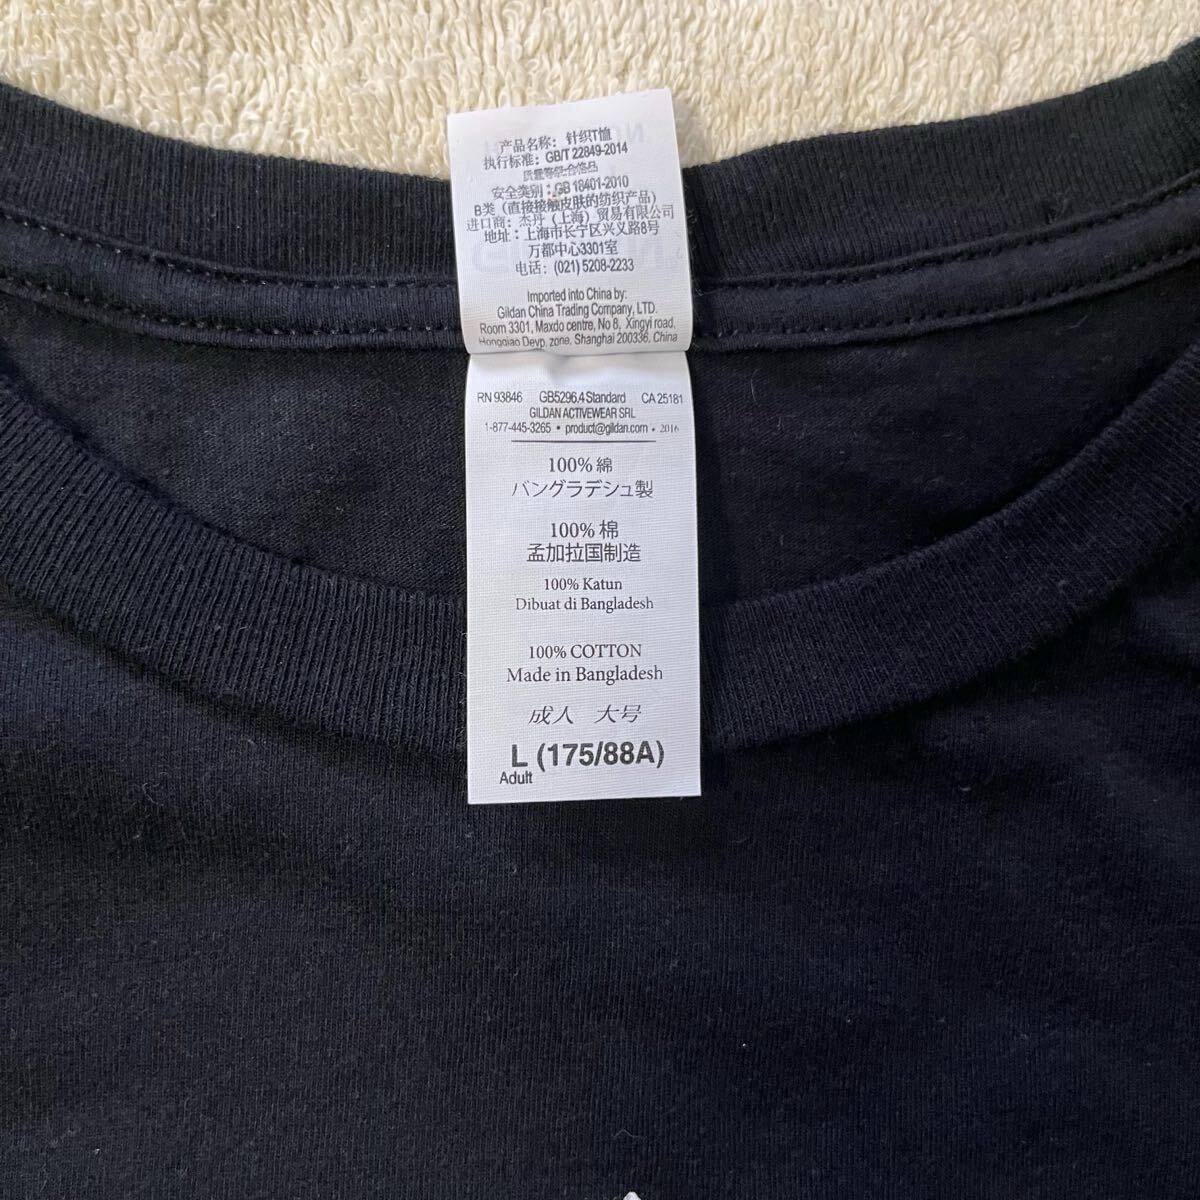 产品名称：针织T恤
执行标准：GB/T 22849-2014
质量等级:合格品
安全类别：GB 18401-2010
B类（直接接触皮肤的纺织产品）
进口商：杰丹（上海）贸易有限公司
地址：上海市长宁区兴义路8号
万都中心3301室
电话：(021) 5208-2233
Imported into China by:
Gildan China Trading Company, LTD.
Room 3301, Maxdo centre, No 8, Xingyi road,
Hongqiao Devp. zone, Shanghai 200336, China
RN 93846 GB5296.4 Standard CA 25181
GILDAN ACTIVEWEAR SRL
1-877-445-3265 • product@gildan.com • 2016
100% 綿
バングラデシュ製
100% 棉
孟加拉国制造
100% Katun
Dibuat di Bangladesh
100% COTTON
Made in Bangladesh
成人 大号
L (175/88A)
Adult